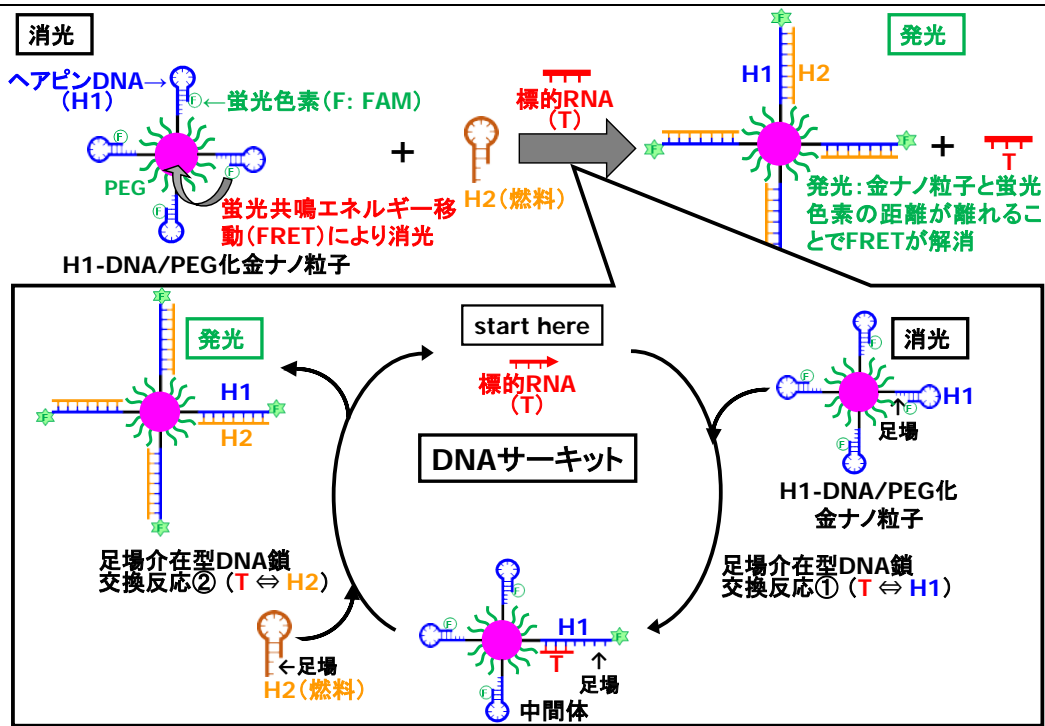 消光
ヘアピンDNA→
(H1)
F
←蛍光色素(F: FAM)
F
F
F
PEG
蛍光共鳴エネルギー移
動(FRET)により消光
H1-DNA/PEG化金ナノ粒子
+
H2(燃料)
標的RNA
(T)
発光
F
H1
H2
F
F
+
T
発光:金ナノ粒子と蛍光
色素の距離が離れるこ
とでFRETが解消
F
発光
H1
F
F
H2
F
足場介在型DNA鎖
交換反応② (T ⇔ H2)
←足場
H2(燃料)
start here
標的RNA
(T)
DNAサーキット
F
F
H1
F
T
↑
足場
F
中間体
消光
F
F
H1
F
↑
足場
F
H1-DNA/PEG化
金ナノ粒子
足場介在型DNA鎖
交換反応① (T ⇔ H1)